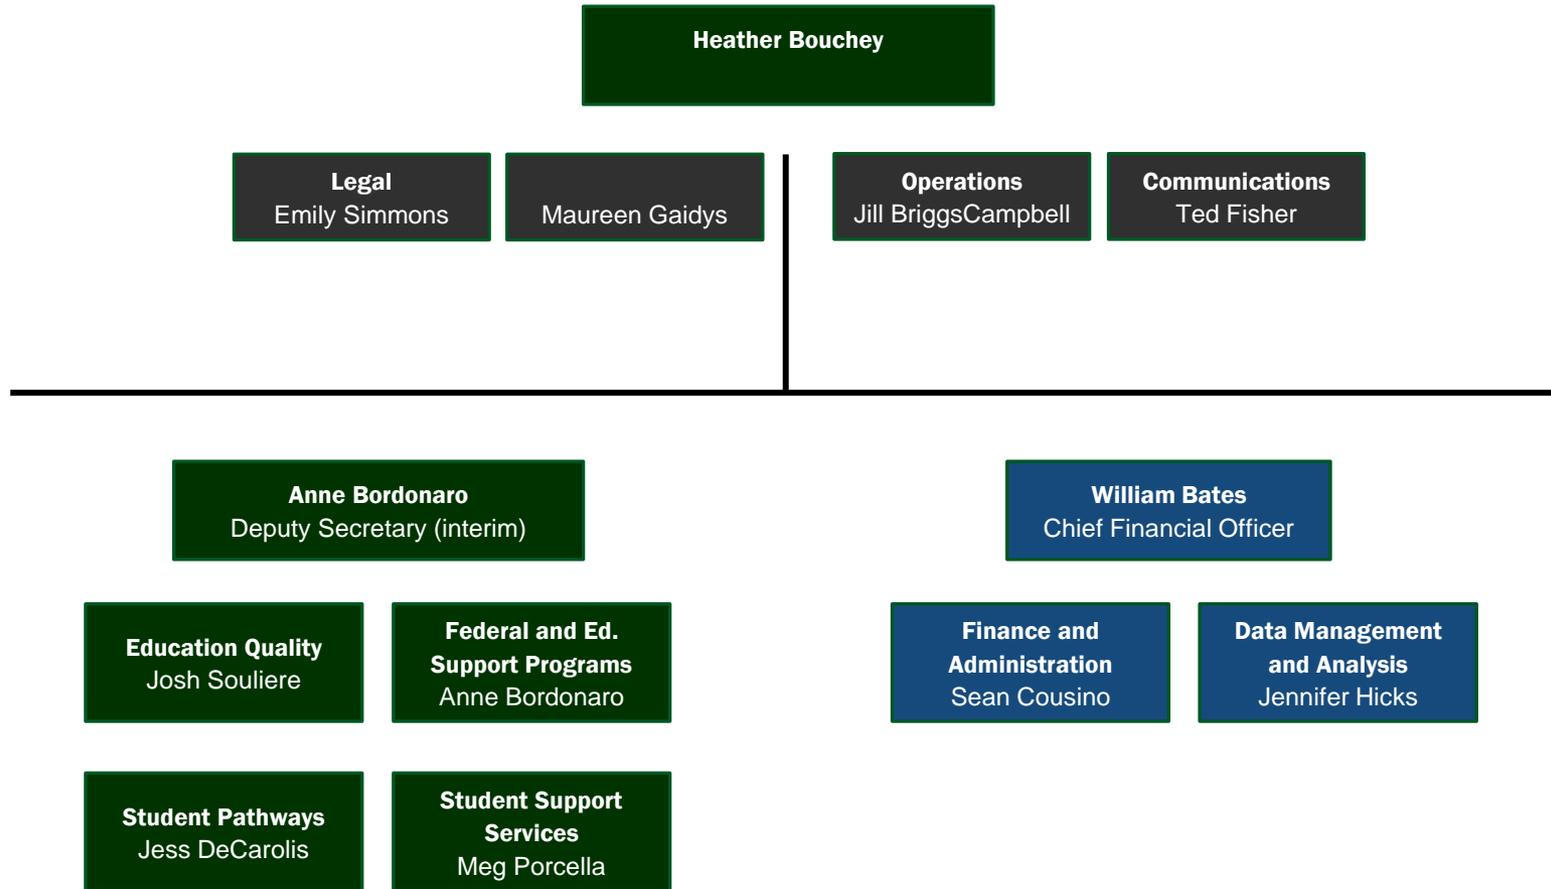 Heather Bouchey
Legal
Emily Simmons
Maureen Gaidys
Operations
Jill BriggsCampbell
Communications
Ted Fisher
Anne Bordonaro
Deputy Secretary (interim)
William Bates
Chief Financial Officer
Education Quality
Josh Souliere
Federal and Ed.
Support Programs
Anne Bordonaro
Finance and
Administration
Sean Cousino
Data Management
and Analysis
Jennifer Hicks
Student Pathways
Jess DeCarolis
Student Support
Services
Meg Porcella